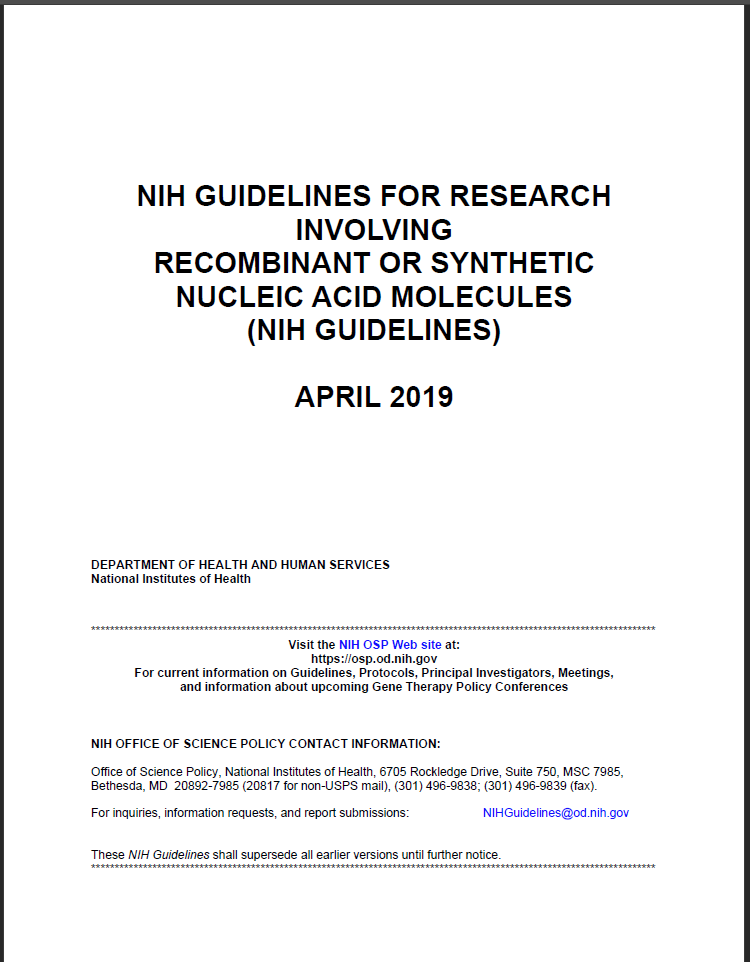 NIH GUIDELINES FOR RESEARCH
INVOLVING
RECOMBINANT OR SYNTHETIC
NUCLEIC ACID MOLECULES
(NIH GUIDELINES)
APRIL 2019
DEPARTMENT OF HEALTH AND HUMAN SERVICES
National Institutes of Health
Visit the NIH OSP Web site at:
https://osp.od.nih.gov
For current information on Guidelines, Protocols, Principal Investigators, Meetings,
and information about upcoming Gene Therapy Policy Conferences
NIH OFFICE OF SCIENCE POLICY CONTACT INFORMATION:
Office of Science Policy, National Institutes of Health, 6705 Rockledge Drive, Suite 750, MSC 7985,
Bethesda, MD 20892-7985 (20817 for non-USPS mail), (301) 496-9838; (301) 496-9839 (fax).
For inquiries, information requests, and report submissions: NIHGuidelines@od.nih.gov
These NIH Guidelines shall supersede all earlier versions until further notice.